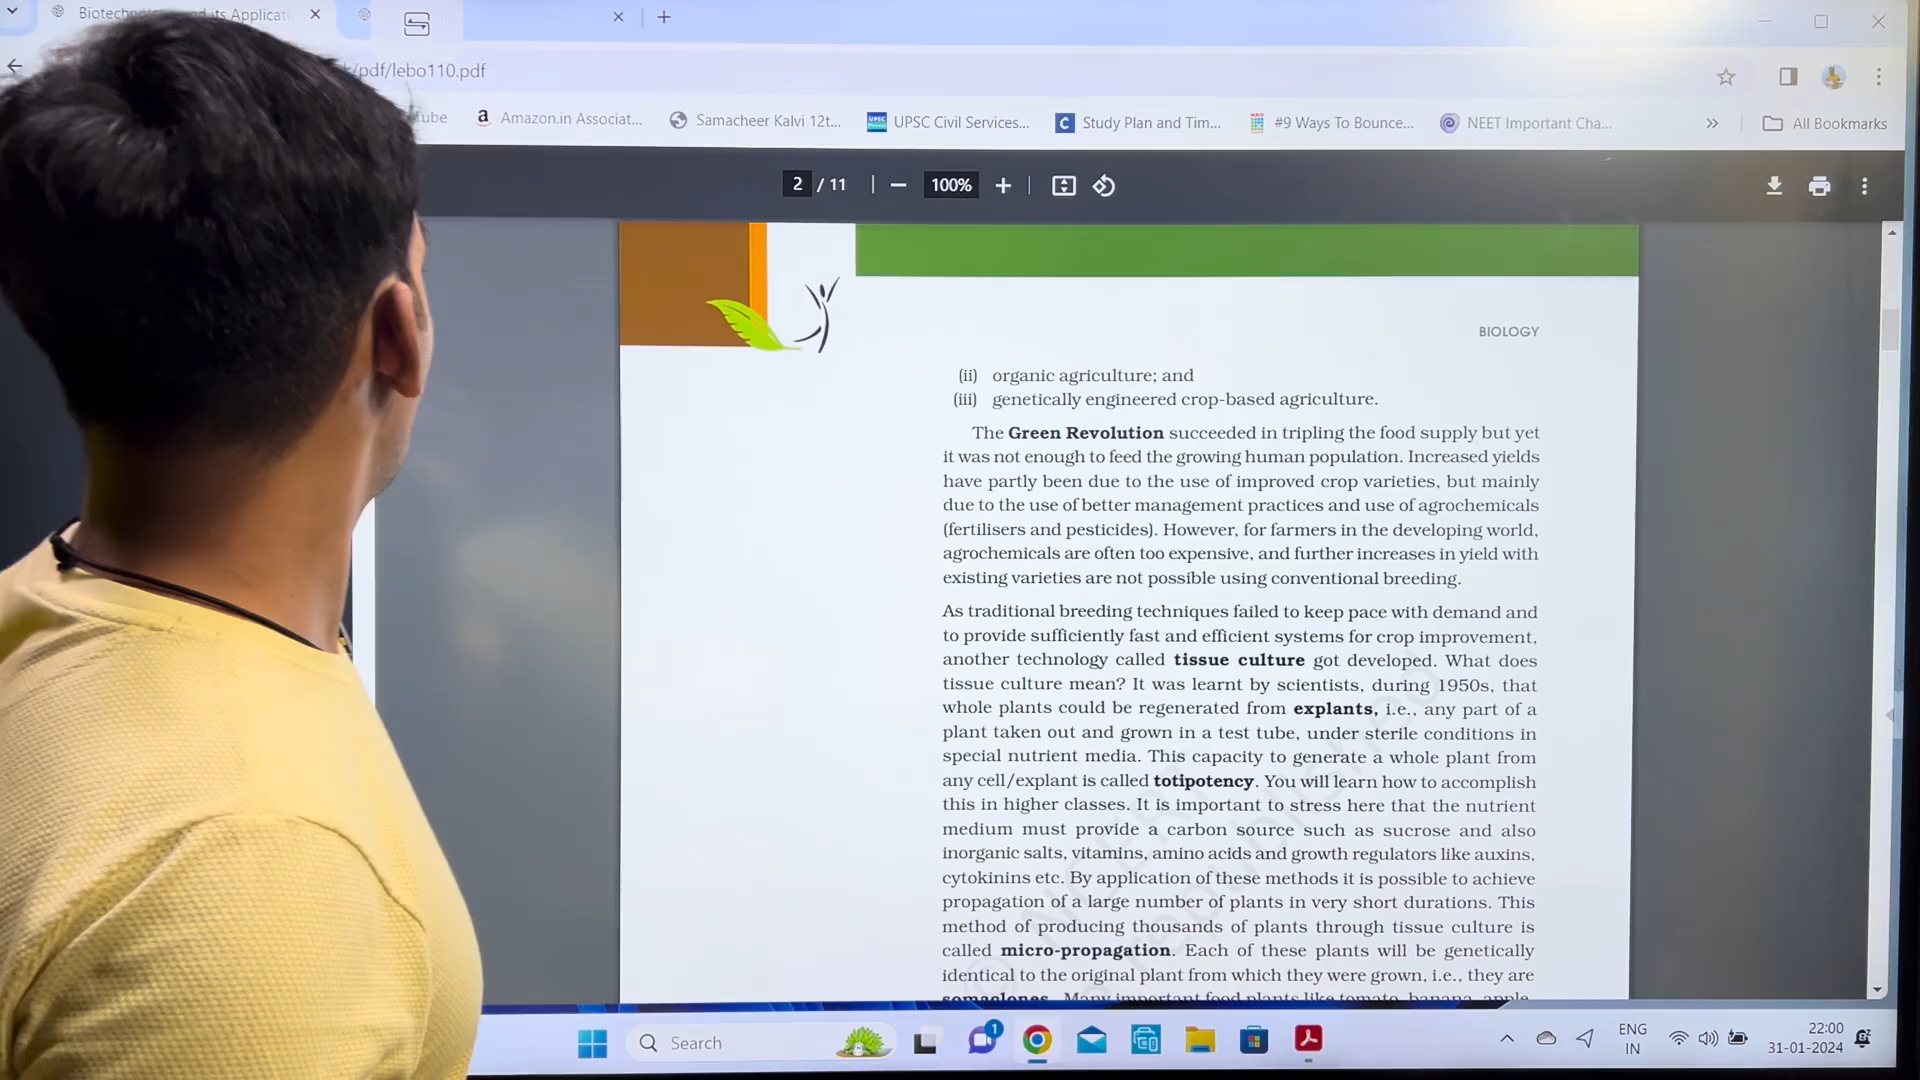 Biotechno and its Applicati
/pdf/lebo110.pdf
Tube
a Amazon.in Associat...
Samacheer Kalvi 12t...
UPSC Civil Services...
C Study Plan and Tim...
#9 Ways To Bounce...
NEET Important Cha...
All Bookmarks
2 / 11
100%
BIOLOGY
(ii) organic agriculture; and
(iii) genetically engineered crop-based agriculture.
The Green Revolution succeeded in tripling the food supply but yet
it was not enough to feed the growing human population. Increased yields
have partly been due to the use of improved crop varieties, but mainly
due to the use of better management practices and use of agrochemicals
(fertilisers and pesticides). However, for farmers in the developing world,
agrochemicals are often too expensive, and further increases in yield with
existing varieties are not possible using conventional breeding.
As traditional breeding techniques failed to keep pace with demand and
to provide sufficiently fast and efficient systems for crop improvement,
another technology called tissue culture got developed. What does
tissue culture mean? It was learnt by scientists, during 1950s, that
whole plants could be regenerated from explants, i.e., any part of a
plant taken out and grown in a test tube, under sterile conditions in
special nutrient media. This capacity to generate a whole plant from
any cell/explant is called totipotency. You will learn how to accomplish
this in higher classes. It is important to stress here that the nutrient
medium must provide a carbon source such as sucrose and also
inorganic salts, vitamins, amino acids and growth regulators like auxins,
cytokinins etc. By application of these methods it is possible to achieve
propagation of a large number of plants in very short durations. This
method of producing thousands of plants through tissue culture is
called micro-propagation. Each of these plants will be genetically
identical to the original plant from which they were grown, i.e., they are
somaclones. Many important food plants like tomato, banana, apple,
© NCERT
republished
Search
1
ENG
IN
22:00
31-01-2024